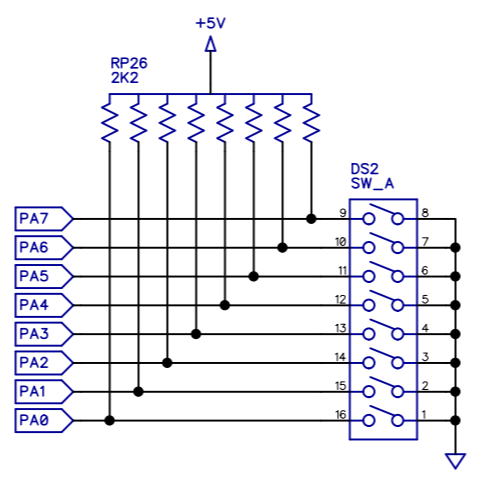 +5V
RP26
2K2
DS2
SW_A
PA7 9 8
PA6 10 7
PA5 11 6
PA4 12 5
PA3 13 4
PA2 14 3
PA1 15 2
PA0 16 1